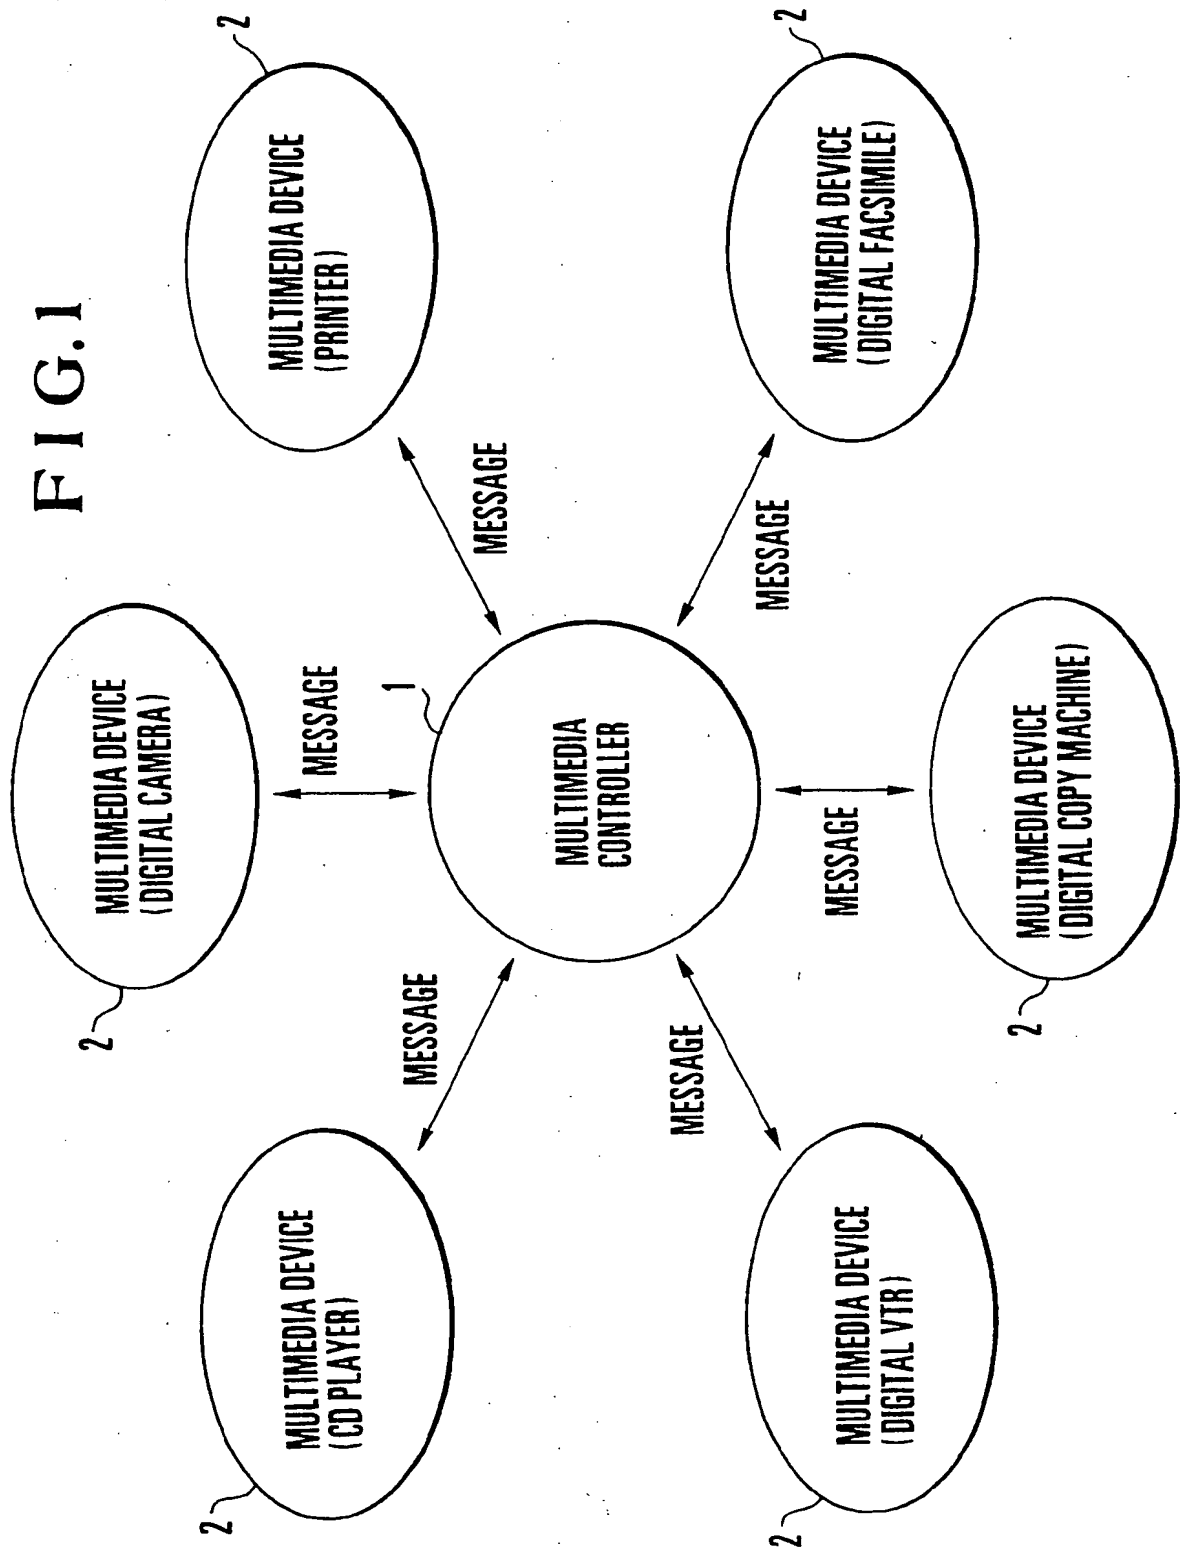 FIG.1
2
MULTIMEDIA DEVICE
(DIGITAL CAMERA)
MESSAGE
2
MULTIMEDIA DEVICE
(CD PLAYER)
MESSAGE
2
MULTIMEDIA DEVICE
(PRINTER)
MESSAGE
1
MULTIMEDIA
CONTROLLER
2
MULTIMEDIA DEVICE
(DIGITAL VTR)
MESSAGE
2
MULTIMEDIA DEVICE
(DIGITAL FACSIMILE)
MESSAGE
2
MULTIMEDIA DEVICE
(DIGITAL COPY MACHINE)
MESSAGE